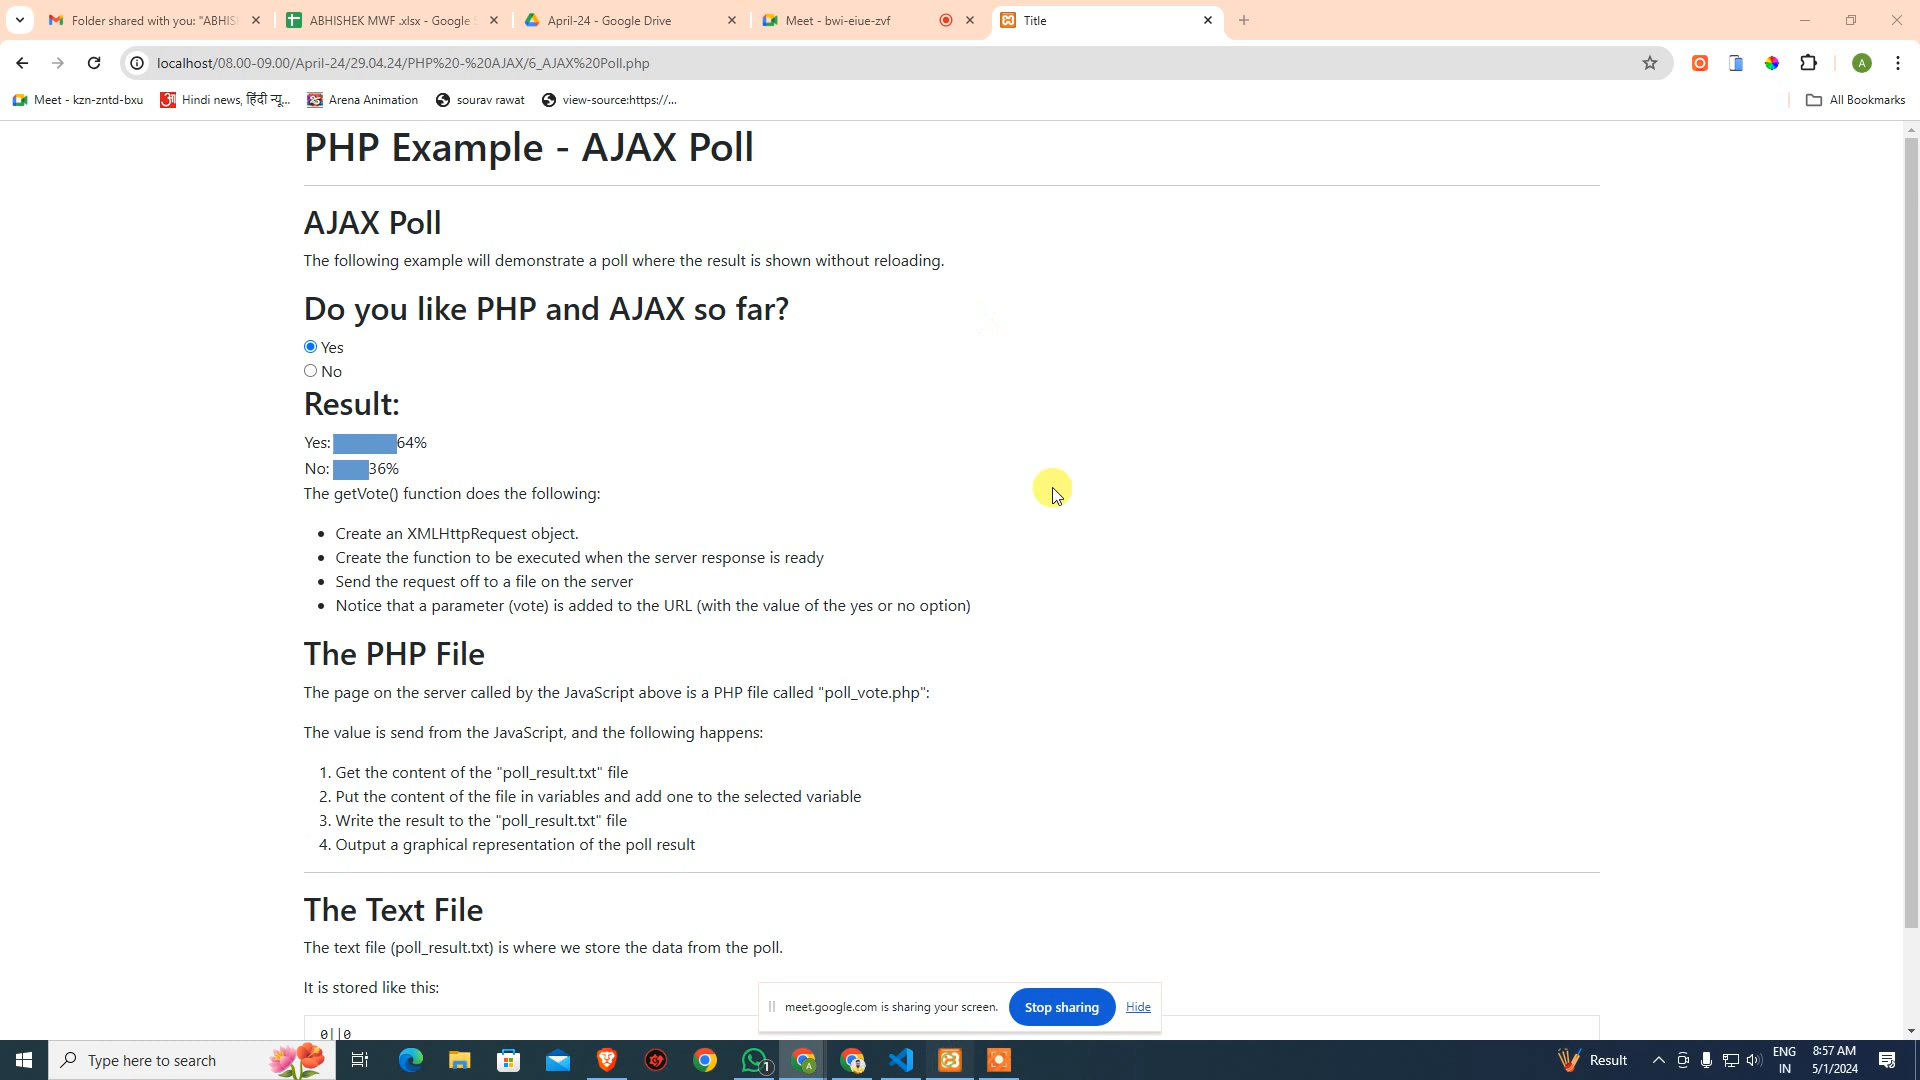 Folder shared with you: "ABHIS
ABHISHEK MWF .xlsx - Google S
April-24 - Google Drive
Meet - bwi-eiue-zvf
Title
localhost/08.00-09.00/April-24/29.04.24/PHP%20-%20AJAX/6_AJAX%20Poll.php
A
Meet - kzn-zntd-bxu
Hindi news, हिंदी न्यू...
Arena Animation
sourav rawat
view-source:https://...
All Bookmarks
PHP Example - AJAX Poll
AJAX Poll
The following example will demonstrate a poll where the result is shown without reloading.
Do you like PHP and AJAX so far?
Yes
No
Result:
Yes: 64%
No: 36%
The getVote() function does the following:
Create an XMLHttpRequest object.
Create the function to be executed when the server response is ready
Send the request off to a file on the server
Notice that a parameter (vote) is added to the URL (with the value of the yes or no option)
The PHP File
The page on the server called by the JavaScript above is a PHP file called "poll_vote.php":
The value is send from the JavaScript, and the following happens:
1. Get the content of the "poll_result.txt" file
2. Put the content of the file in variables and add one to the selected variable
3. Write the result to the "poll_result.txt" file
4. Output a graphical representation of the poll result
The Text File
The text file (poll_result.txt) is where we store the data from the poll.
It is stored like this:
0||0
meet.google.com is sharing your screen.
Stop sharing
Hide
Type here to search
1
Result
ENG
IN
8:57 AM
5/1/2024